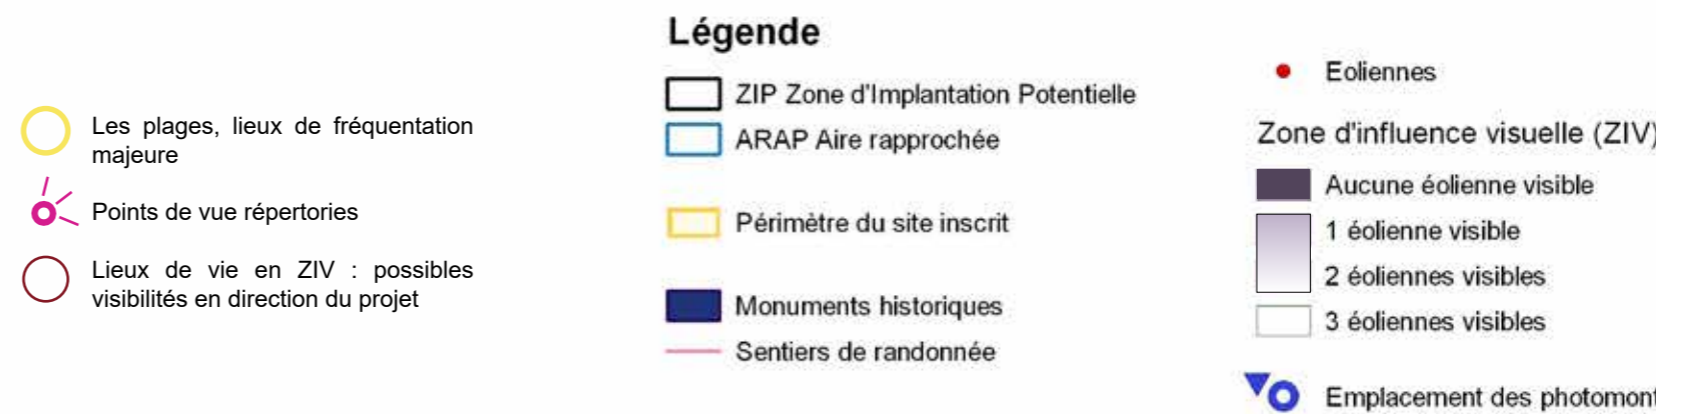 Les plages, lieux de fréquentation
majeure
Points de vue répertories
Lieux de vie en ZIV : possibles
visibilités en direction du projet
Légende
ZIP Zone d'Implantation Potentielle
ARAP Aire rapprochée
Périmètre du site inscrit
Monuments historiques
Sentiers de randonnée
Eoliennes
Zone d'influence visuelle (ZIV)
Aucune éolienne visible
1 éolienne visible
2 éoliennes visibles
3 éoliennes visibles
Emplacement des photomont